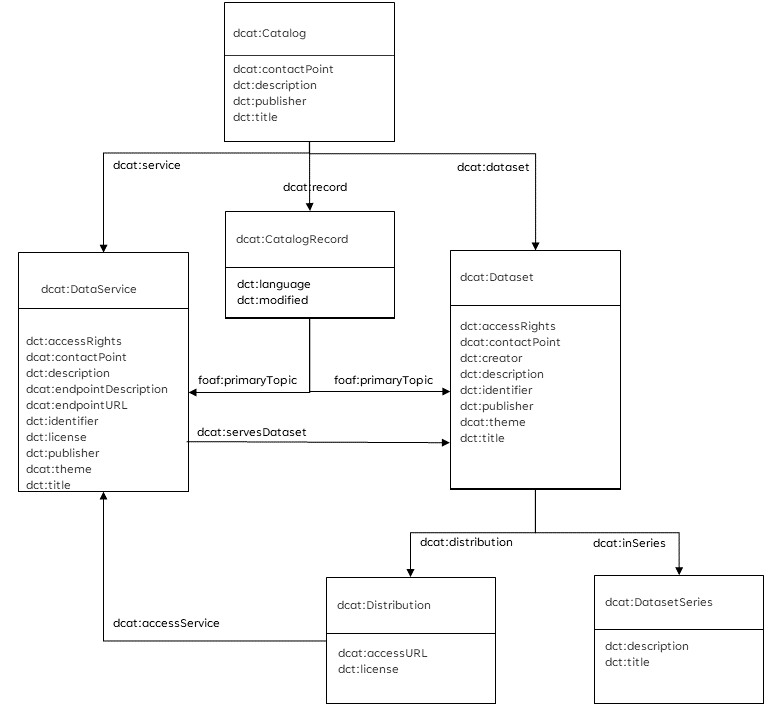 dcat:Catalog
dcat:contactPoint
dct:description
dct:publisher
dct:title
dcat:service
dcat:dataset
dcat:record
dcat:CatalogRecord
dct:language
dct:modified
dcat:DataService
dct:accessRights
dcat:contactPoint
dct:description
dcat:endpointDescription
dcat:endpointURL
dct:identifier
dct:license
dct:publisher
dcat:theme
dct:title
dcat:Dataset
dct:accessRights
dcat:contactPoint
dct:creator
dct:description
dct:identifier
dct:publisher
dcat:theme
dct:title
foaf:primaryTopic
foaf:primaryTopic
dcat:servesDataset
dcat:distribution
dcat:inSeries
dcat:Distribution
dcat:accessURL
dct:license
dcat:DatasetSeries
dct:description
dct:title
dcat:accessService